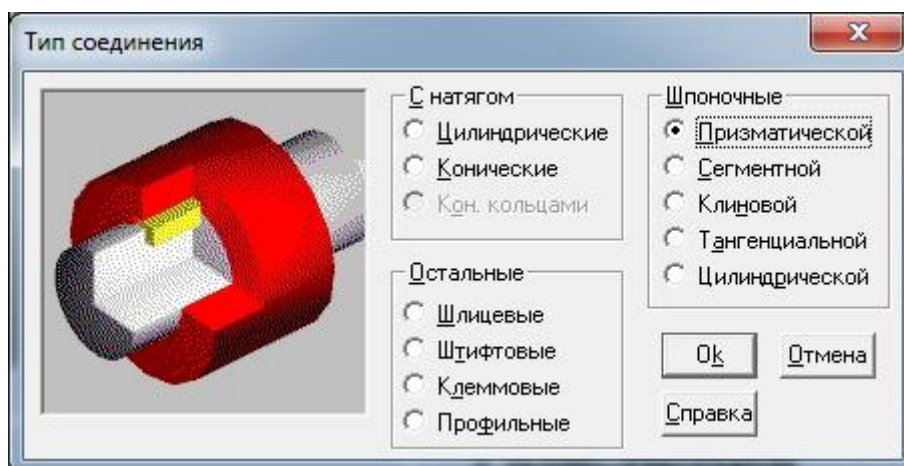 Тип соединения
С натягом
Цилиндрические
Конические
Кон. кольцами
Остальные
Шлицевые
Штифтовые
Клеммовые
Профильные
Шпоночные
Призматической
Сегментной
Клиновой
Тангенциальной
Цилиндрической
Ok
Отмена
Справка